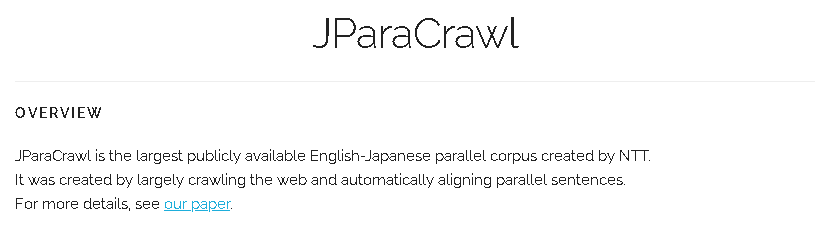 JParaCrawl
OVERVIEW
JParaCrawl is the largest publicly available English-Japanese parallel corpus created by NTT.
It was created by largely crawling the web and automatically aligning parallel sentences.
For more details, see our paper.